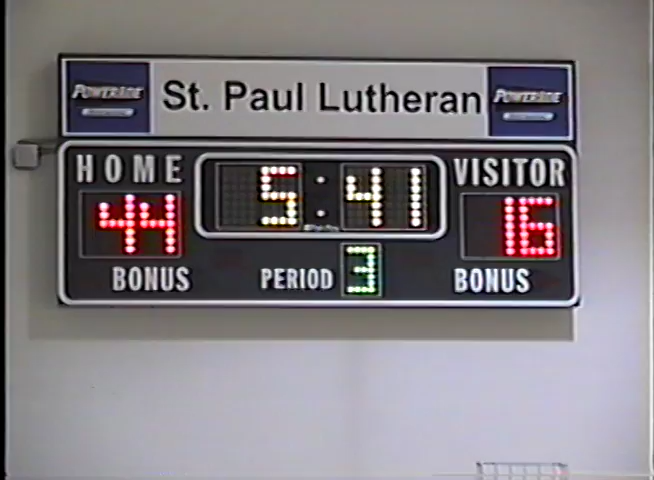 POWERADE St. Paul Lutheran POWERADE
HOME 5:41 VISITOR
44 16
BONUS PERIOD 3 BONUS